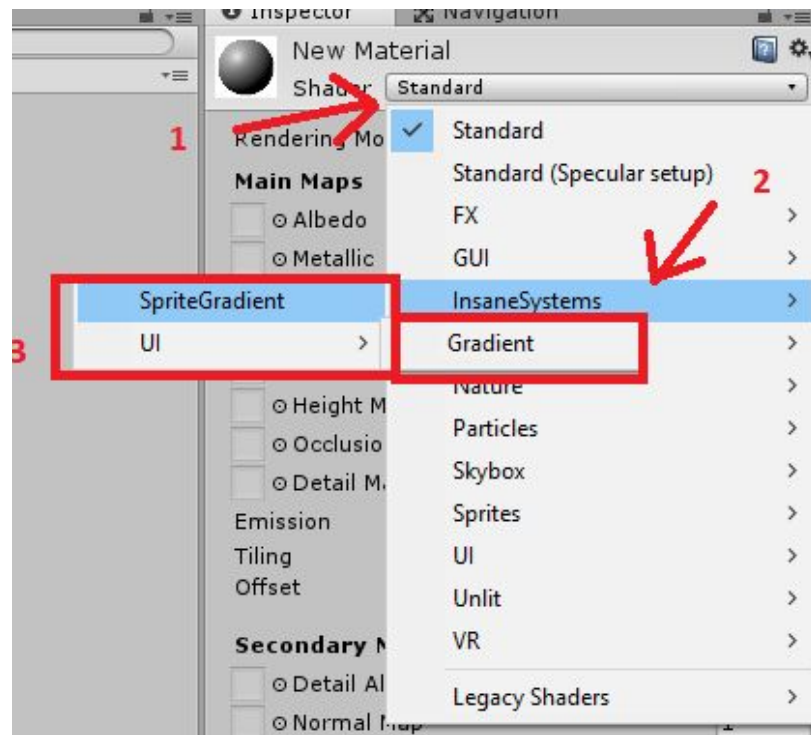 Inspector
Navigation
New Material
Shader
Standard
1
Rendering Mo
Standard
Main Maps
Standard (Specular setup)
2
Albedo
FX
Metallic
GUI
SpriteGradient
InsaneSystems
3
UI
Gradient
Nature
Height M
Particles
Occlusio
Skybox
Detail M
Sprites
Emission
UI
Tiling
Offset
Unlit
Secondary
VR
Detail Al
Legacy Shaders
Normal Map